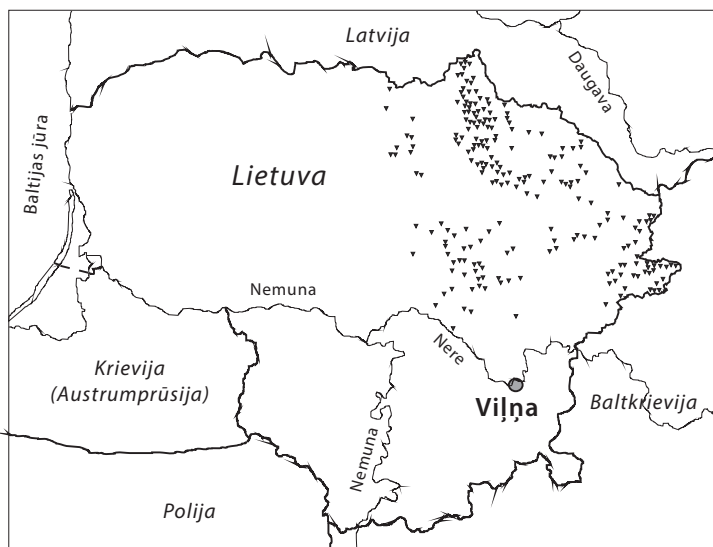 Latvija
Daugava
Baltijas jūra
Lietuva
Nemuna
Nere
Krievija
(Austrumprūsija)
Viļņa
Baltkrievija
Nemuna
Polija